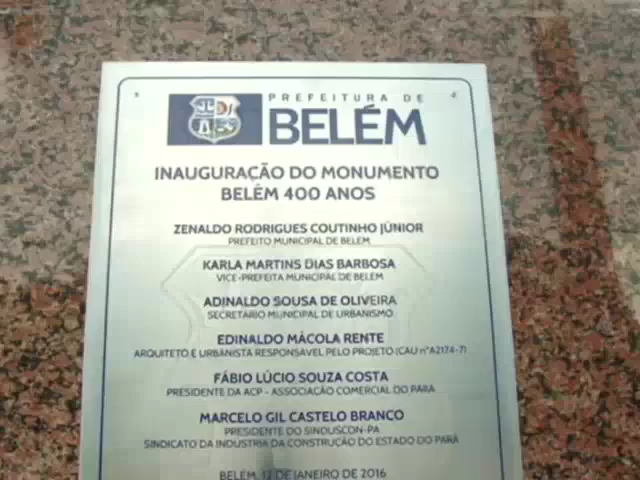 PREFEITURA DE
BELÉM
INAUGURAÇÃO DO MONUMENTO
BELÉM 400 ANOS
ZENALDO RODRIGUES COUTINHO JÚNIOR
PREFEITO MUNICIPAL DE BELÉM
KARLA MARTINS DIAS BARBOSA
VICE-PREFEITA MUNICIPAL DE BELÉM
ADINALDO SOUSA DE OLIVEIRA
SECRETÁRIO MUNICIPAL DE URBANISMO
EDINALDO MÁCOLA RENTE
ARQUITETO E URBANISTA RESPONSÁVEL PELO PROJETO (CAU nºA2174-7)
FÁBIO LÚCIO SOUZA COSTA
PRESIDENTE DA ACP - ASSOCIAÇÃO COMERCIAL DO PARÁ
MARCELO GIL CASTELO BRANCO
PRESIDENTE DO SINDUSCON-PA
SINDICATO DA INDÚSTRIA DA CONSTRUÇÃO DO ESTADO DO PARÁ
BELÉM, 12 DE JANEIRO DE 2016